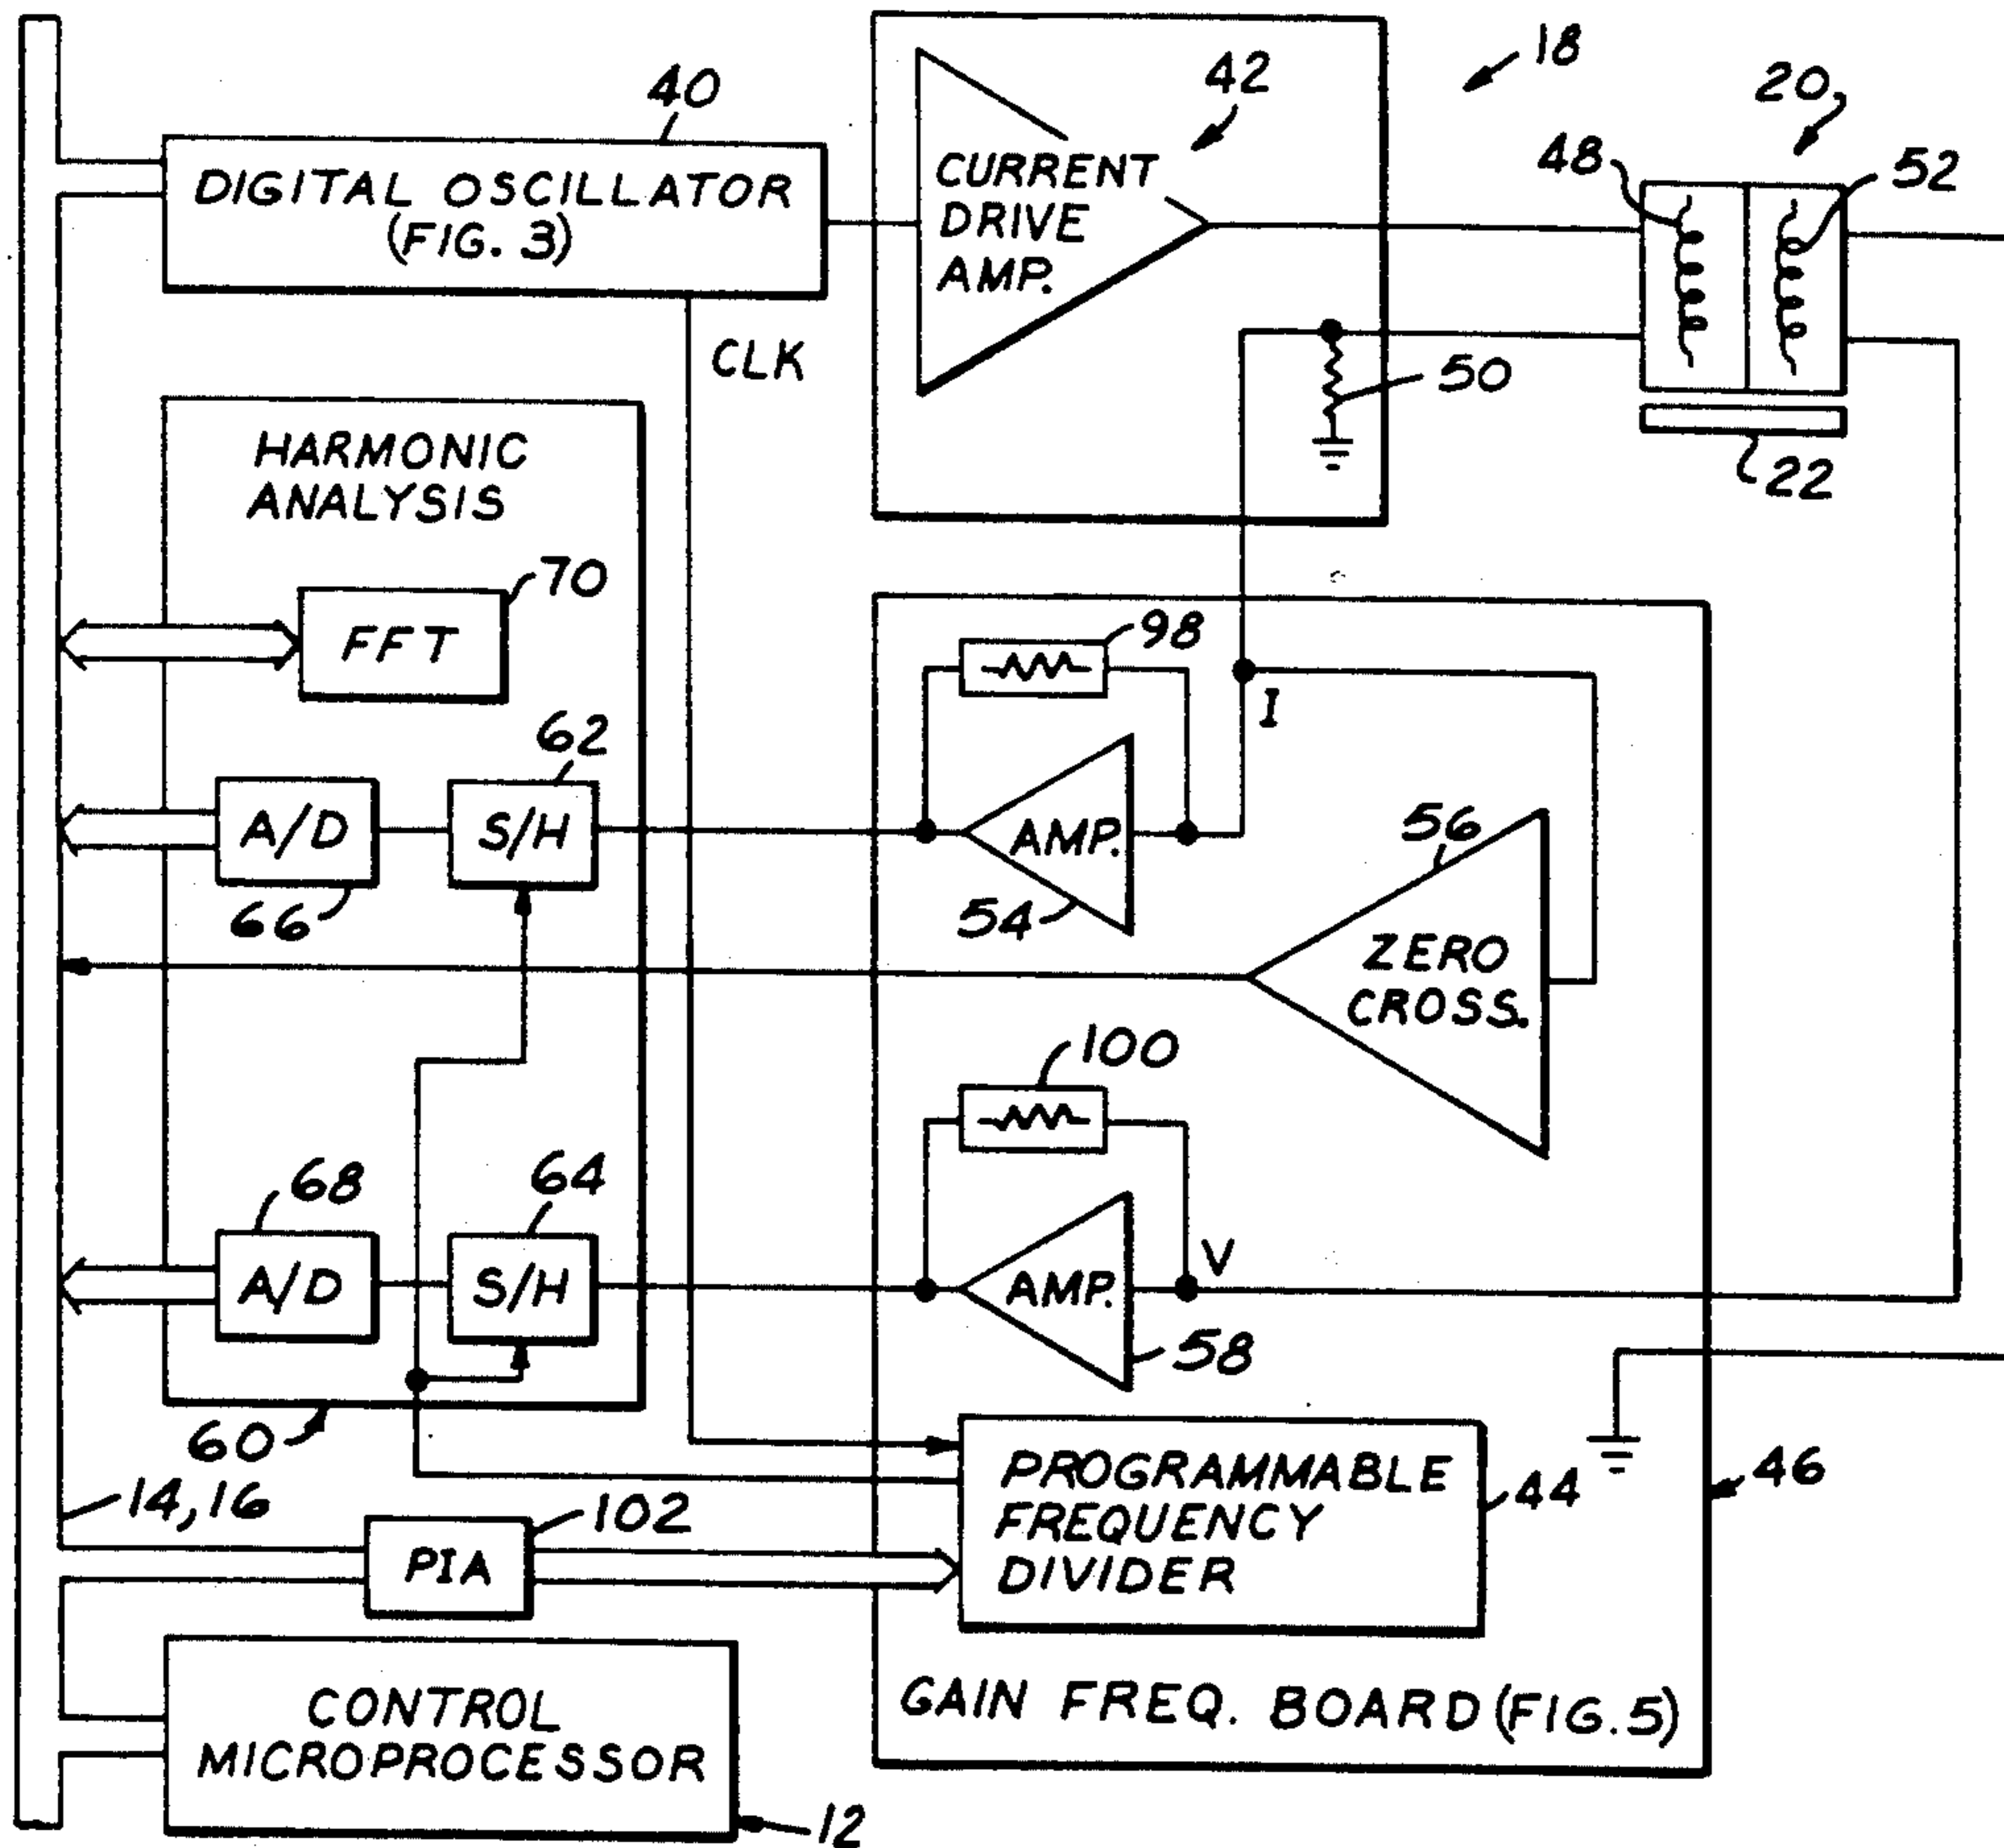 18
20
40
42
48
52
DIGITAL OSCILLATOR
(FIG. 3)
CURRENT
DRIVE
AMP.
CLK
50
22
HARMONIC
ANALYSIS
70
FFT
98
I
62
A/D
S/H
AMP.
56
66
54
ZERO
CROSS.
100
68
64
A/D
S/H
AMP.
V
58
60
PROGRAMMABLE
FREQUENCY
DIVIDER
44
46
14,16
102
PIA
CONTROL
MICROPROCESSOR
GAIN FREQ. BOARD (FIG.5)
12